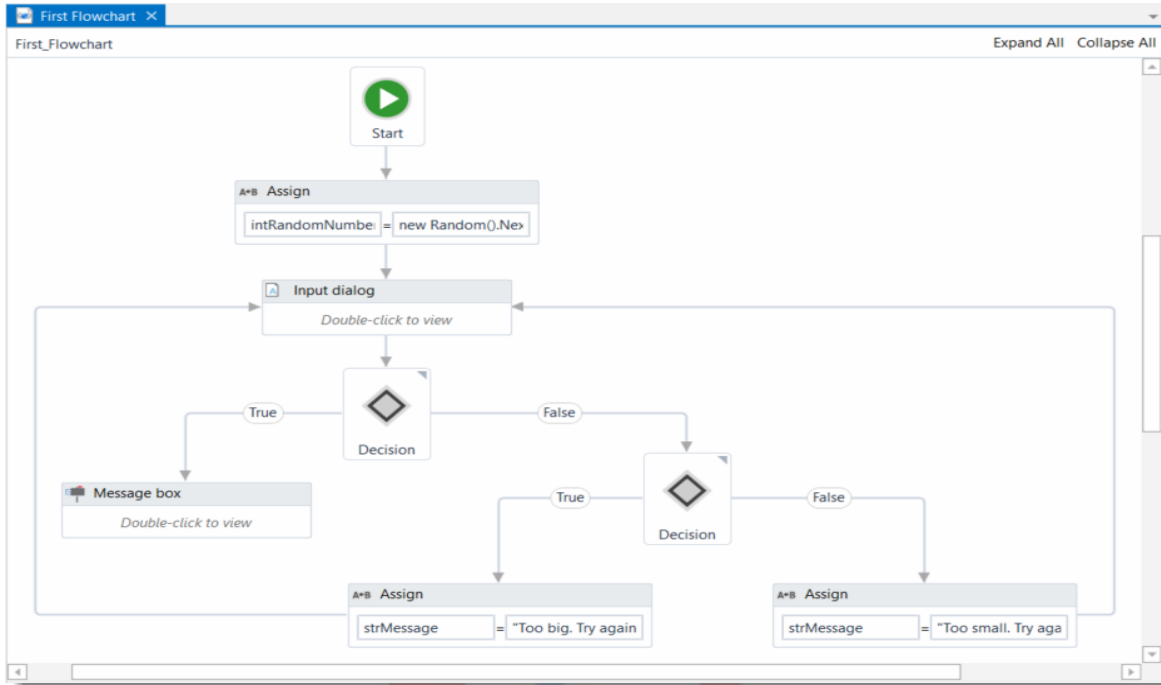 First Flowchart
First_Flowchart
Expand All Collapse All
Start
A+B Assign
intRandomNumber = new Random().Nex
Input dialog
Double-click to view
True
False
Decision
Message box
Double-click to view
True
False
Decision
A+B Assign
strMessage = "Too big. Try again
A+B Assign
strMessage = "Too small. Try aga